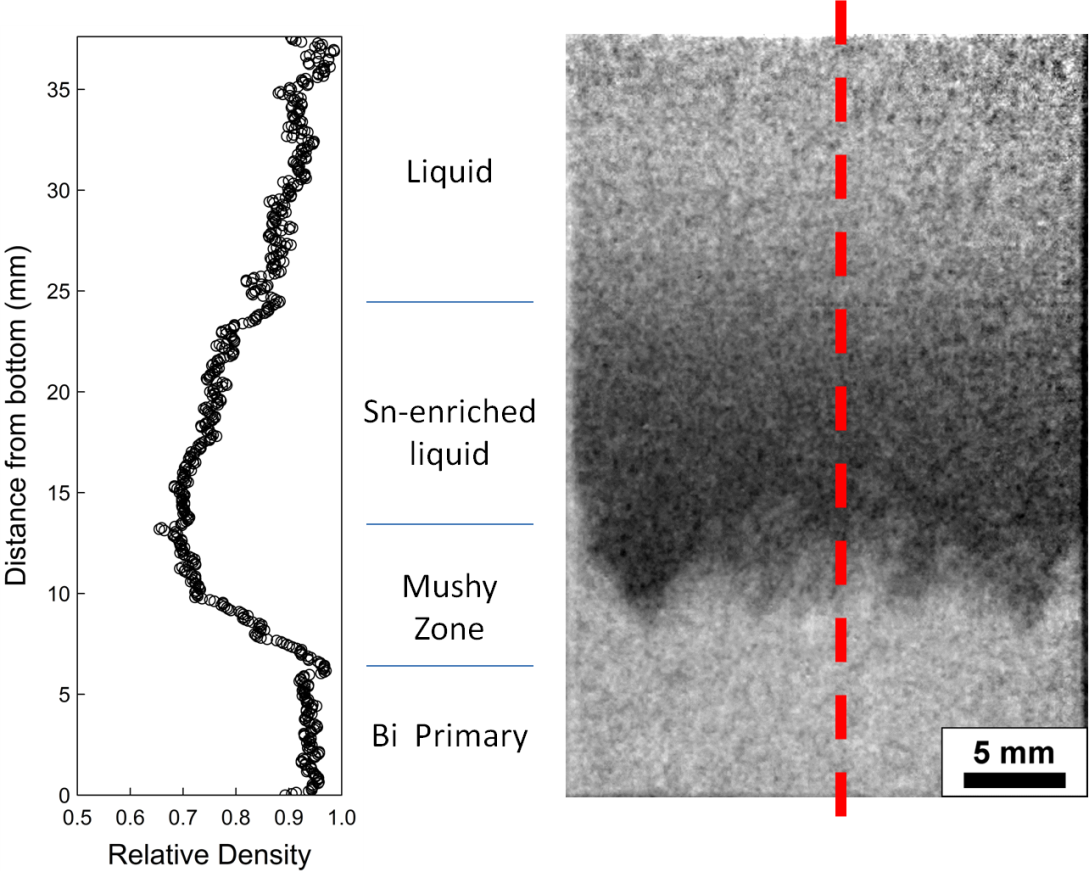 35
30
25
20
15
10
5
0
0.5 0.6 0.7 0.8 0.9 1.0
Distance from bottom (mm)
Relative Density
Liquid
Sn-enriched
liquid
Mushy
Zone
Bi Primary
5 mm